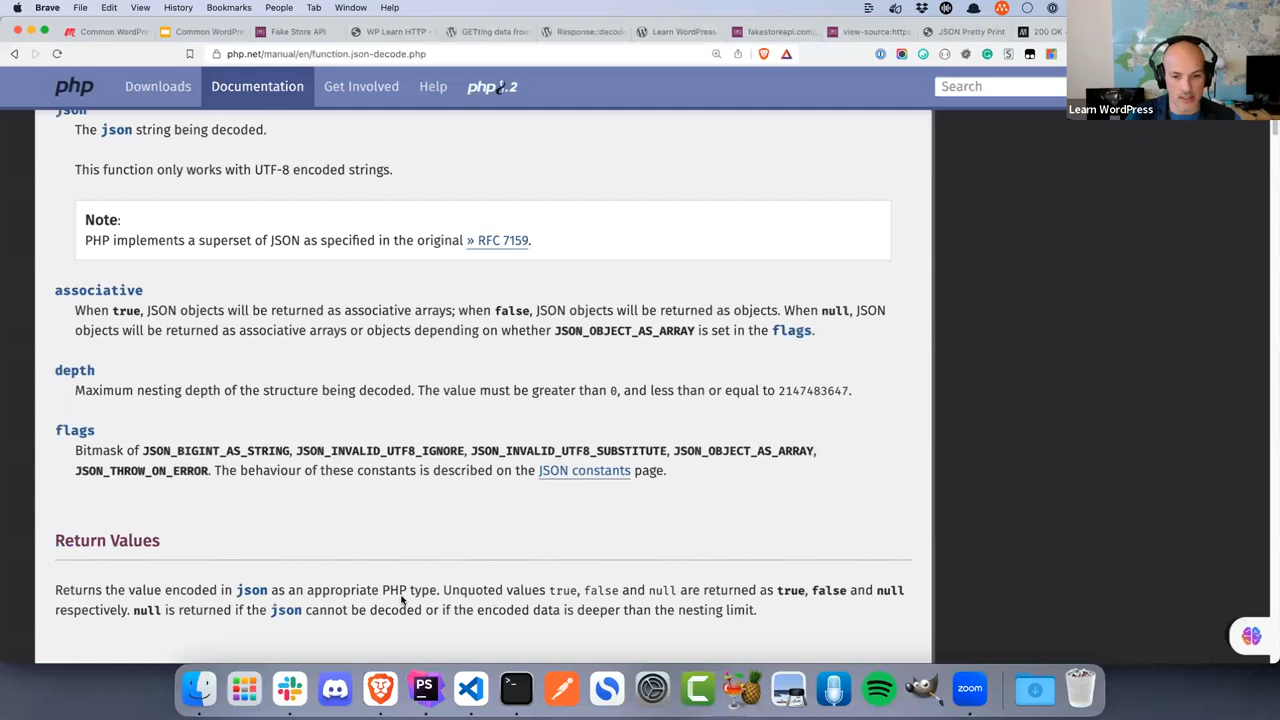 Brave File Edit View History Bookmarks People Tab Window Help
Common WordPre Common WordPre Fake Store API WP Learn HTTP r GETting data from Response::decode Learn WordPress fakestoreapi.com view-source:http JSON Pretty Print 200 OK
php.net/manual/en/function.json-decode.php
php Downloads Documentation Get Involved Help php8.2 Search
Learn WordPress
json
The json string being decoded.
This function only works with UTF-8 encoded strings.
Note:
PHP implements a superset of JSON as specified in the original » RFC 7159.
associative
When true, JSON objects will be returned as associative arrays; when false, JSON objects will be returned as objects. When null, JSON
objects will be returned as associative arrays or objects depending on whether JSON_OBJECT_AS_ARRAY is set in the flags.
depth
Maximum nesting depth of the structure being decoded. The value must be greater than 0, and less than or equal to 2147483647.
flags
Bitmask of JSON_BIGINT_AS_STRING, JSON_INVALID_UTF8_IGNORE, JSON_INVALID_UTF8_SUBSTITUTE, JSON_OBJECT_AS_ARRAY,
JSON_THROW_ON_ERROR. The behaviour of these constants is described on the JSON constants page.
Return Values
Returns the value encoded in json as an appropriate PHP type. Unquoted values true, false and null are returned as true, false and null
respectively. null is returned if the json cannot be decoded or if the encoded data is deeper than the nesting limit.
PS zoom